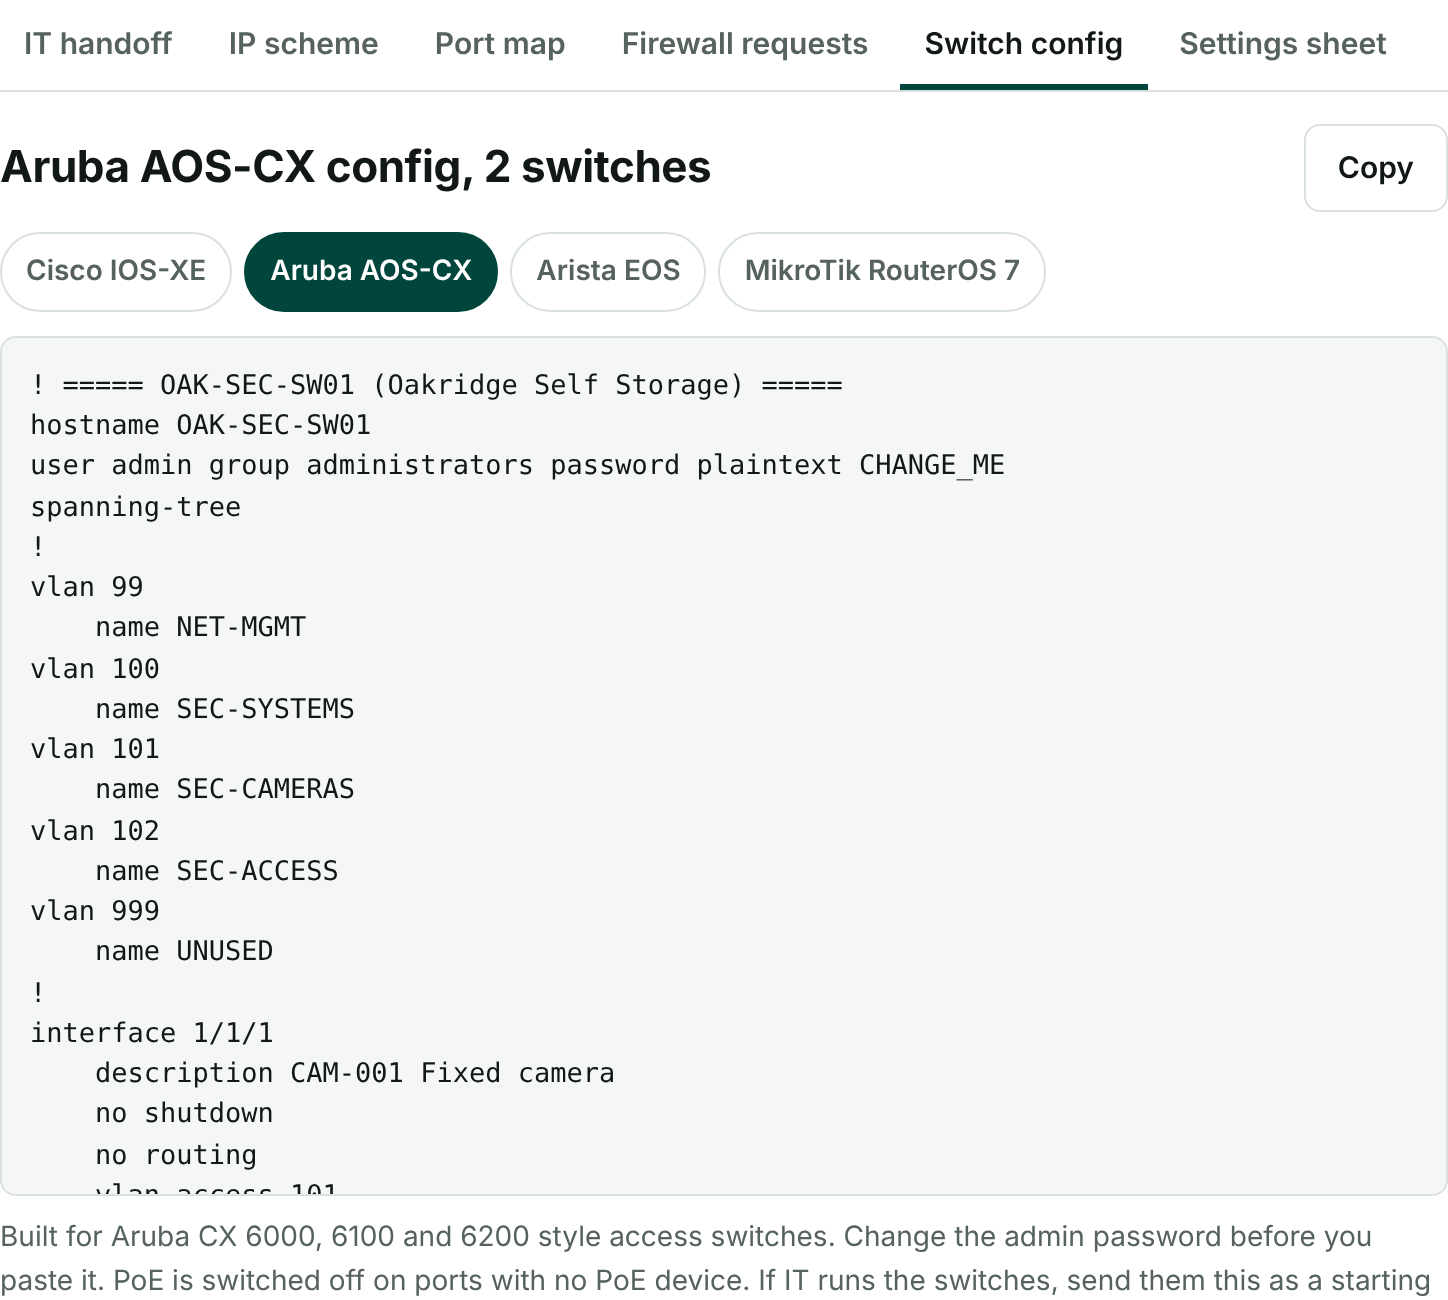 IT handoff IP scheme Port map Firewall requests Switch config Settings sheet
Aruba AOS-CX config, 2 switches
Copy
Cisco IOS-XE Aruba AOS-CX Arista EOS MikroTik RouterOS 7
! ===== OAK-SEC-SW01 (Oakridge Self Storage) =====
hostname OAK-SEC-SW01
user admin group administrators password plaintext CHANGE_ME
spanning-tree
!
vlan 99
    name NET-MGMT
vlan 100
    name SEC-SYSTEMS
vlan 101
    name SEC-CAMERAS
vlan 102
    name SEC-ACCESS
vlan 999
    name UNUSED
!
interface 1/1/1
    description CAM-001 Fixed camera
    no shutdown
    no routing
    vlan access 101
Built for Aruba CX 6000, 6100 and 6200 style access switches. Change the admin password before you
paste it. PoE is switched off on ports with no PoE device. If IT runs the switches, send them this as a starting